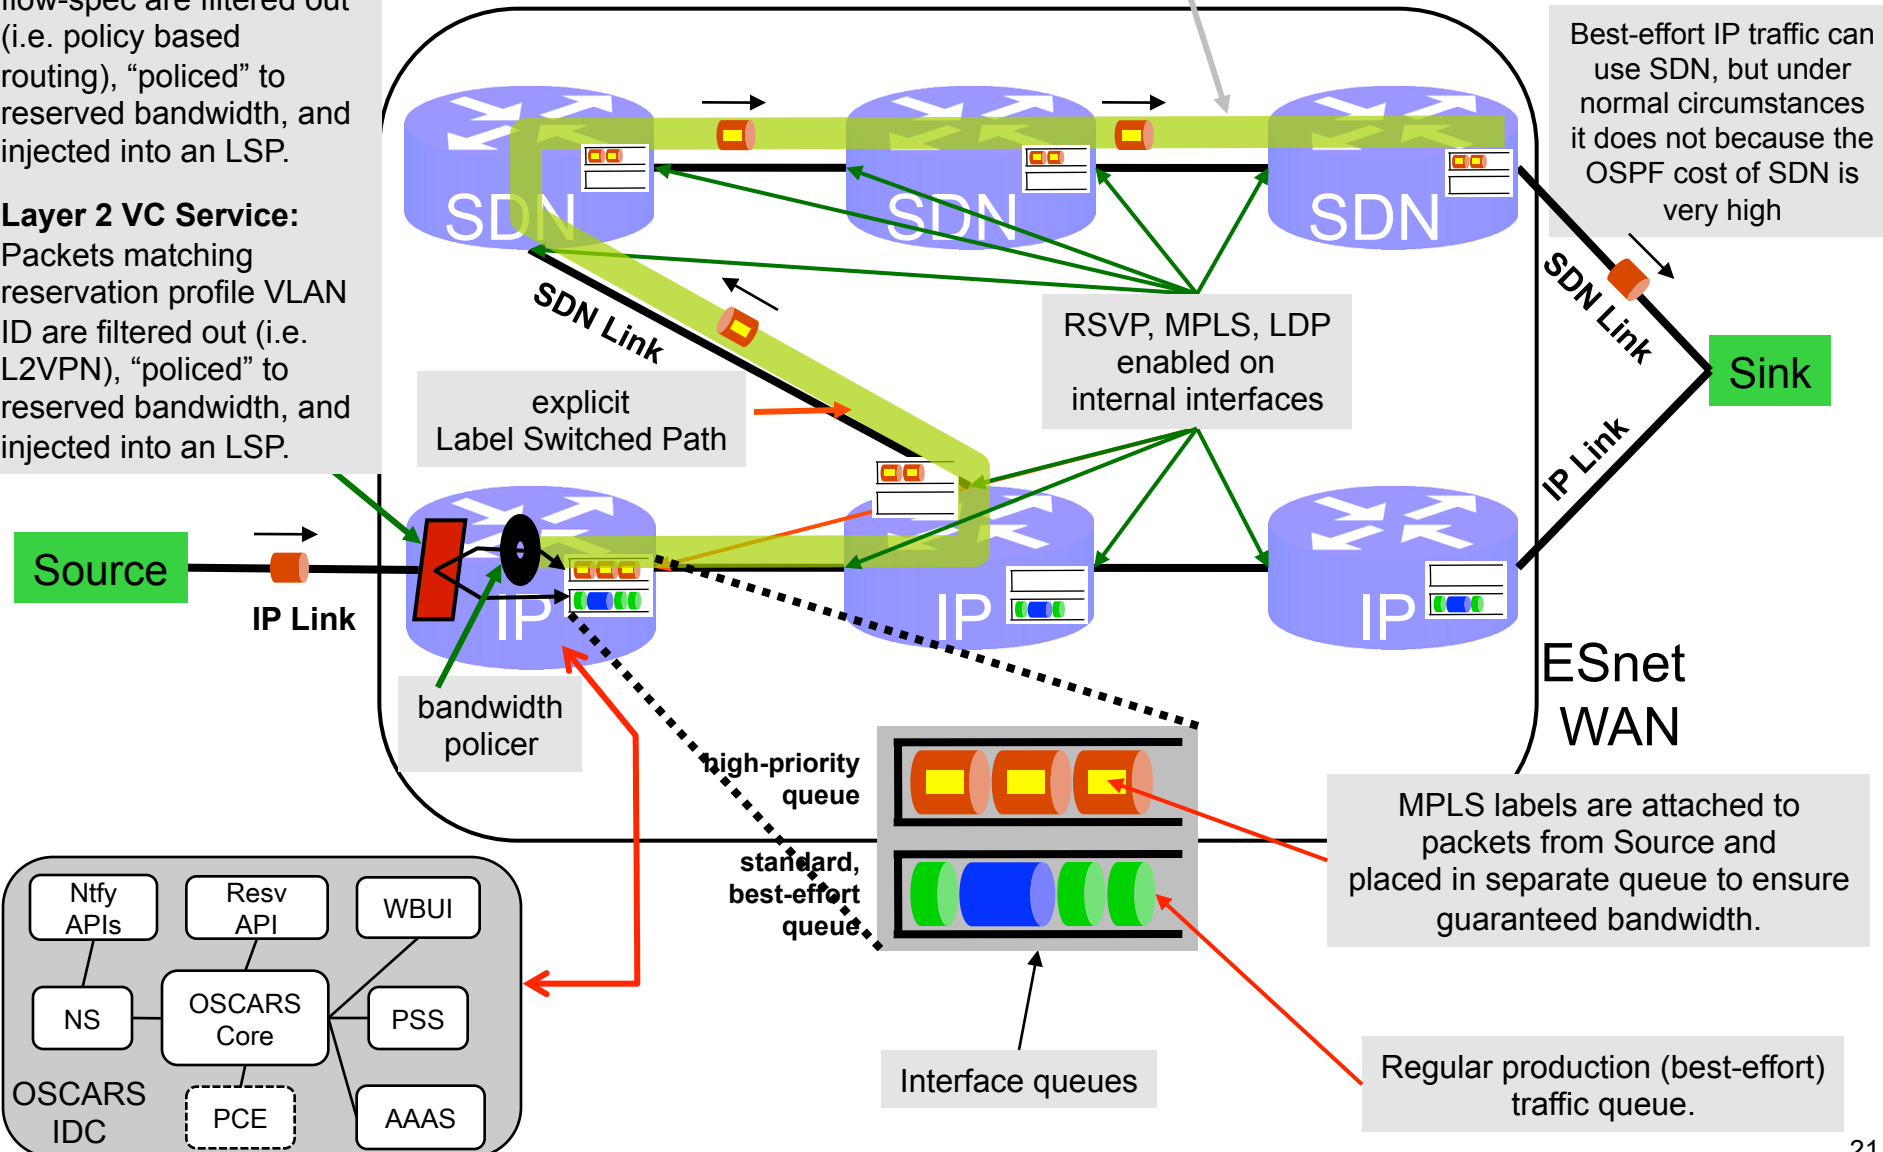 flow-spec are filtered out
(i.e. policy based
routing), “policed” to
reserved bandwidth, and
injected into an LSP.
Layer 2 VC Service:
Packets matching
reservation profile VLAN
ID are filtered out (i.e.
L2VPN), “policed” to
reserved bandwidth, and
injected into an LSP.
Best-effort IP traffic can
use SDN, but under
normal circumstances
it does not because the
OSPF cost of SDN is
very high
SDN
SDN
SDN
SDN Link
SDN Link
RSVP, MPLS, LDP
enabled on
internal interfaces
explicit
Label Switched Path
Sink
IP Link
Source
IP Link
IP
IP
IP
ESnet
WAN
bandwidth
policer
high-priority
queue
standard,
best-effort
queue
MPLS labels are attached to
packets from Source and
placed in separate queue to ensure
guaranteed bandwidth.
Interface queues
Regular production (best-effort)
traffic queue.
Ntfy
APIs
Resv
API
WBUI
NS
OSCARS
Core
PSS
OSCARS
IDC
PCE
AAAS
21